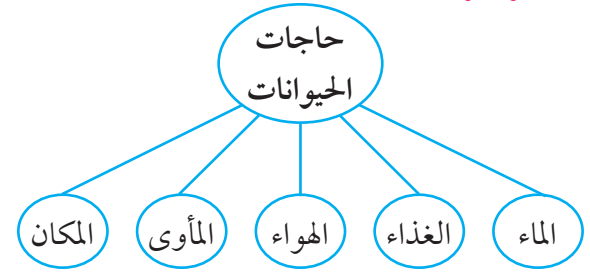 حاجات
الحيوانات
الماء
الغذاء
الهواء
المأوى
المكان